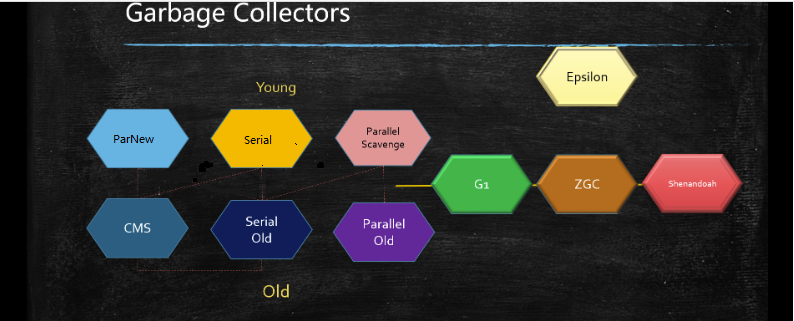 Garbage Collectors
Epsilon
Young
ParNew
Serial
Parallel
Scavenge
G1
ZGC
Shenandoah
CMS
Serial
Old
Parallel
Old
Old